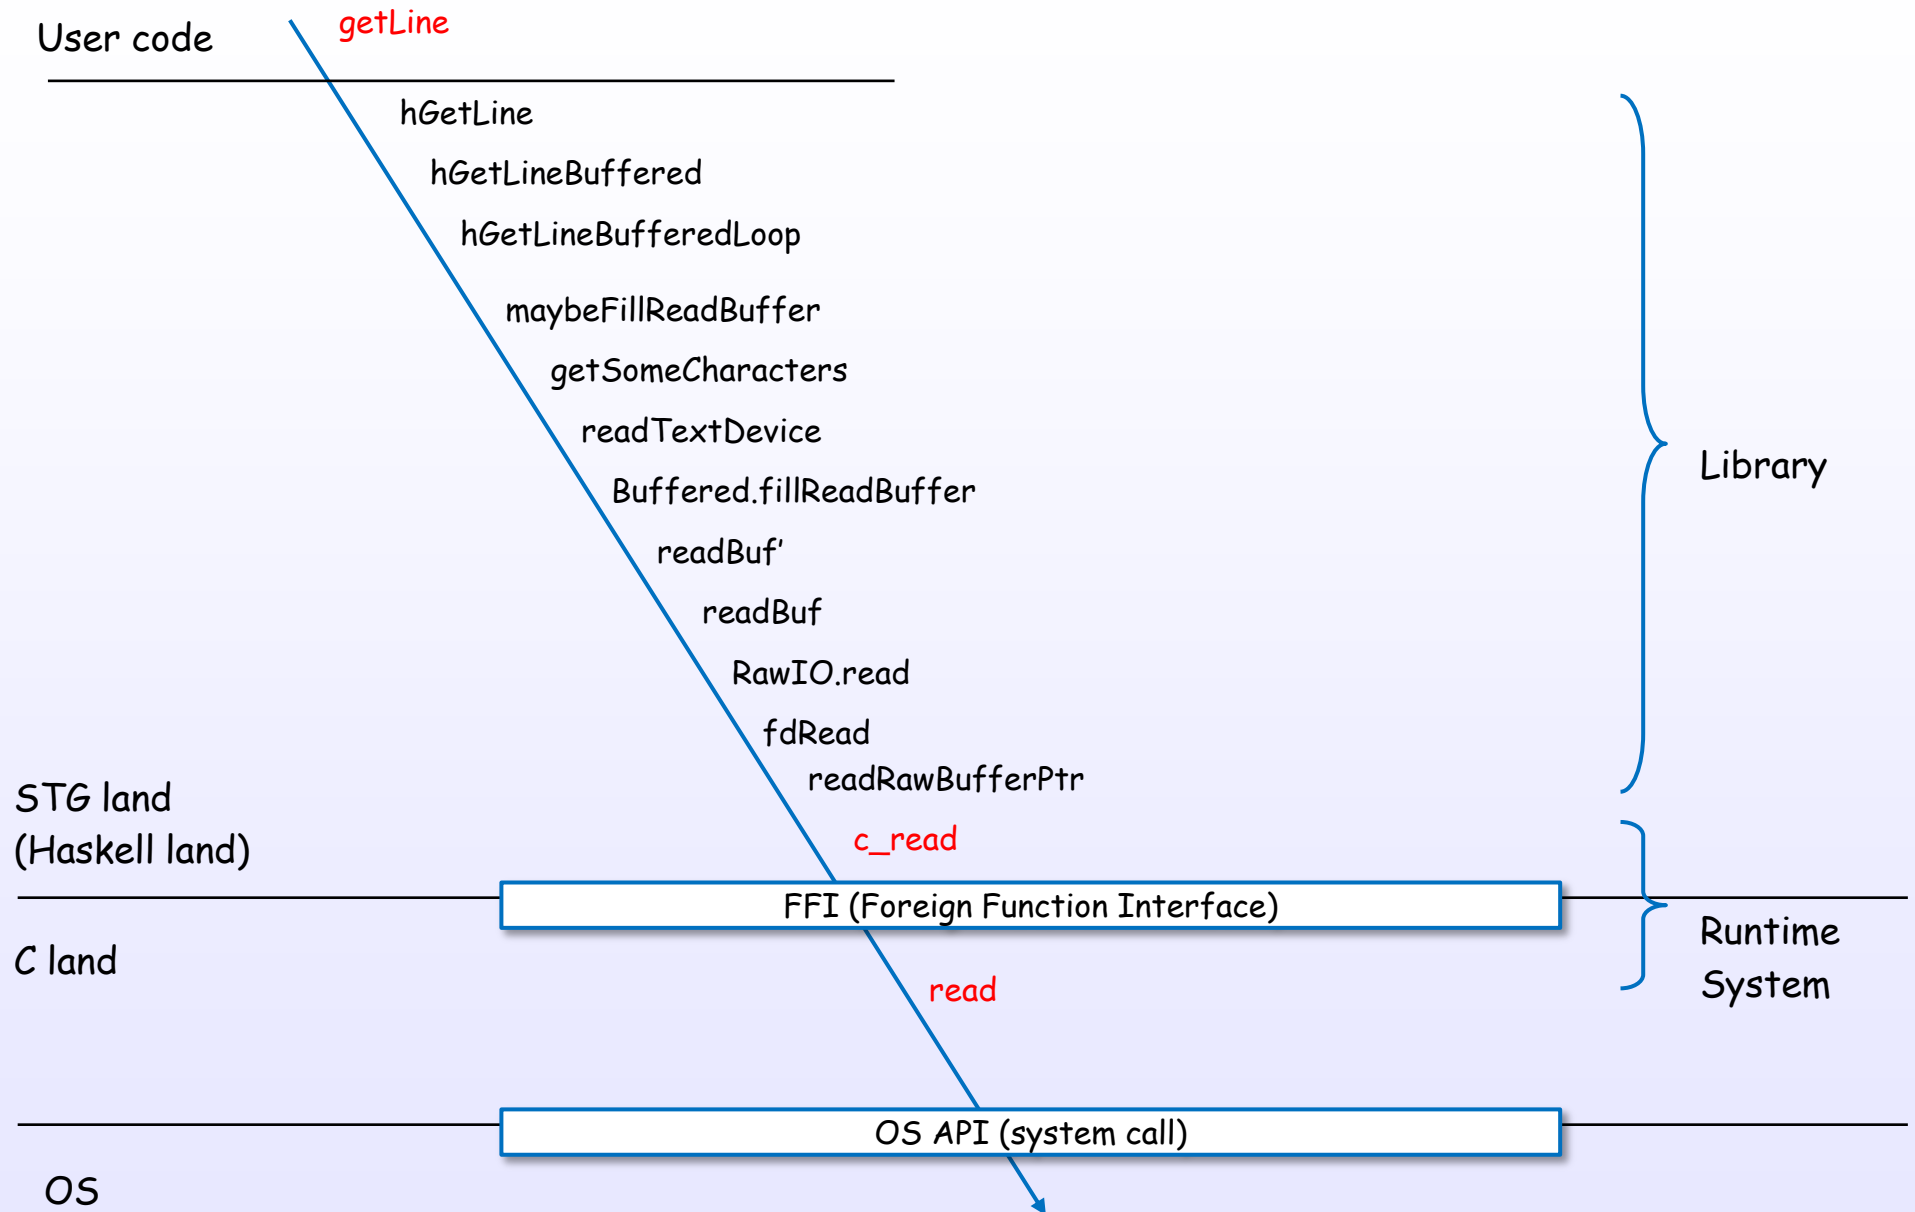 User code
getLine
hGetLine
hGetLineBuffered
hGetLineBufferedLoop
maybeFillReadBuffer
getSomeCharacters
readTextDevice
Library
Buffered.fillReadBuffer
readBuf’
readBuf
RawIO.read
fdRead
readRawBufferPtr
STG land
(Haskell land)
c_read
FFI (Foreign Function Interface)
Runtime
System
C land
read
OS API (system call)
OS